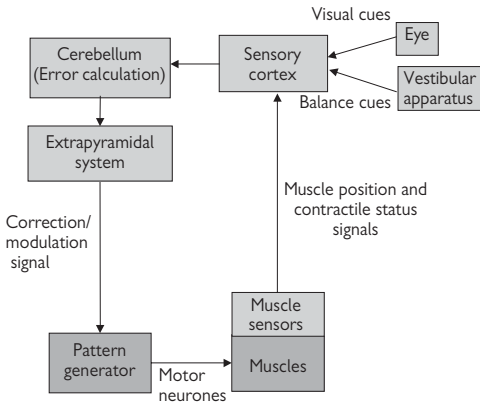 Visual cues
Eye
Cerebellum
(Error calculation)
Sensory
cortex
Vestibular
apparatus
Balance cues
Extrapyramidal
system
Muscle position and
contractile status
signals
Correction/
modulation
signal
Muscle
sensors
Pattern
generator
Muscles
Motor
neurones